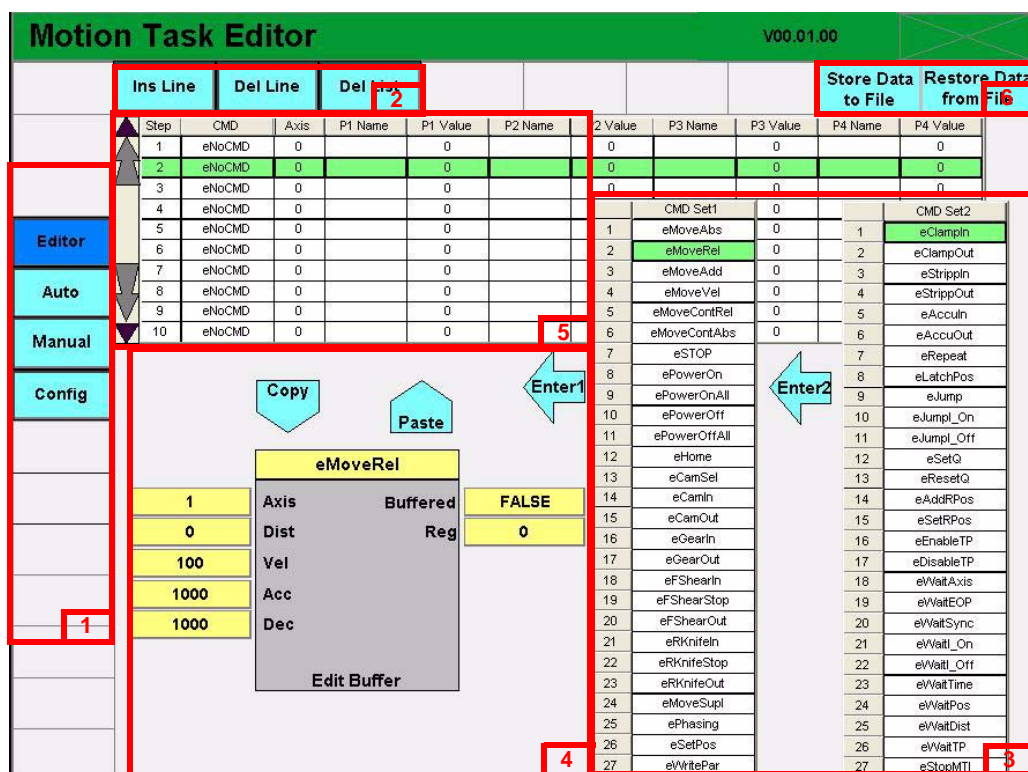 Motion Task Editor V00.01.00
Ins Line Del Line Del List 2 Store Data to File Restore Data from File 6
Step CMD Axis P1 Name P1 Value P2 Name 2 Value P3 Name P3 Value P4 Name P4 Value
1 eNoCMD 0 0 0 0 0
2 eNoCMD 0 0 0 0 0
3 eNoCMD 0 0 0 0 0
4 eNoCMD 0 0 0
5 eNoCMD 0 0 0
6 eNoCMD 0 0 0
7 eNoCMD 0 0 0
8 eNoCMD 0 0 0
9 eNoCMD 0 0 0
10 eNoCMD 0 0 0
5
Editor
Auto
Manual
Config
1
Copy
Paste
Enter1
Enter2
eMoveRel
1 Axis Buffered FALSE
0 Dist Reg 0
100 Vel
1000 Acc
1000 Dec
Edit Buffer
4
CMD Set1
1 eMoveAbs
2 eMoveRel
3 eMoveAdd
4 eMoveVel
5 eMoveContRel
6 eMoveContAbs
7 eSTOP
8 ePowerOn
9 ePowerOnAll
10 ePowerOff
11 ePowerOffAll
12 eHome
13 eCamSel
14 eCamIn
15 eCamOut
16 eGearIn
17 eGearOut
18 eFShearIn
19 eFShearStop
20 eFShearOut
21 eRKnifeIn
22 eRKnifeStop
23 eRKnifeOut
24 eMoveSupl
25 ePhasing
26 eSetPos
27 eWritePar
CMD Set2
1 eClampIn
2 eClampOut
3 eStrippIn
4 eStrippOut
5 eAccuIn
6 eAccuOut
7 eRepeat
8 eLatchPos
9 eJump
10 eJumpI_On
11 eJumpI_Off
12 eSetQ
13 eResetQ
14 eAddRPos
15 eSetRPos
16 eEnableTP
17 eDisableTP
18 eWaitAxis
19 eWaitEOP
20 eWaitSync
21 eWaitI_On
22 eWaitI_Off
23 eWaitTime
24 eWaitPos
25 eWaitDist
26 eWaitTP
27 eStopMTI
3